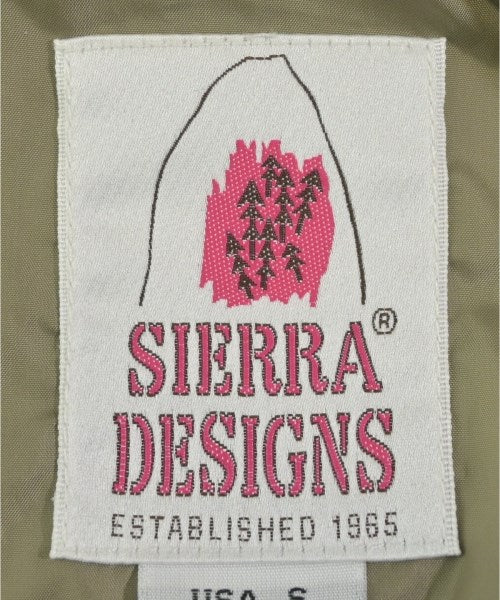 SIERRA®
DESIGNS
ESTABLISHED 1965
USA S